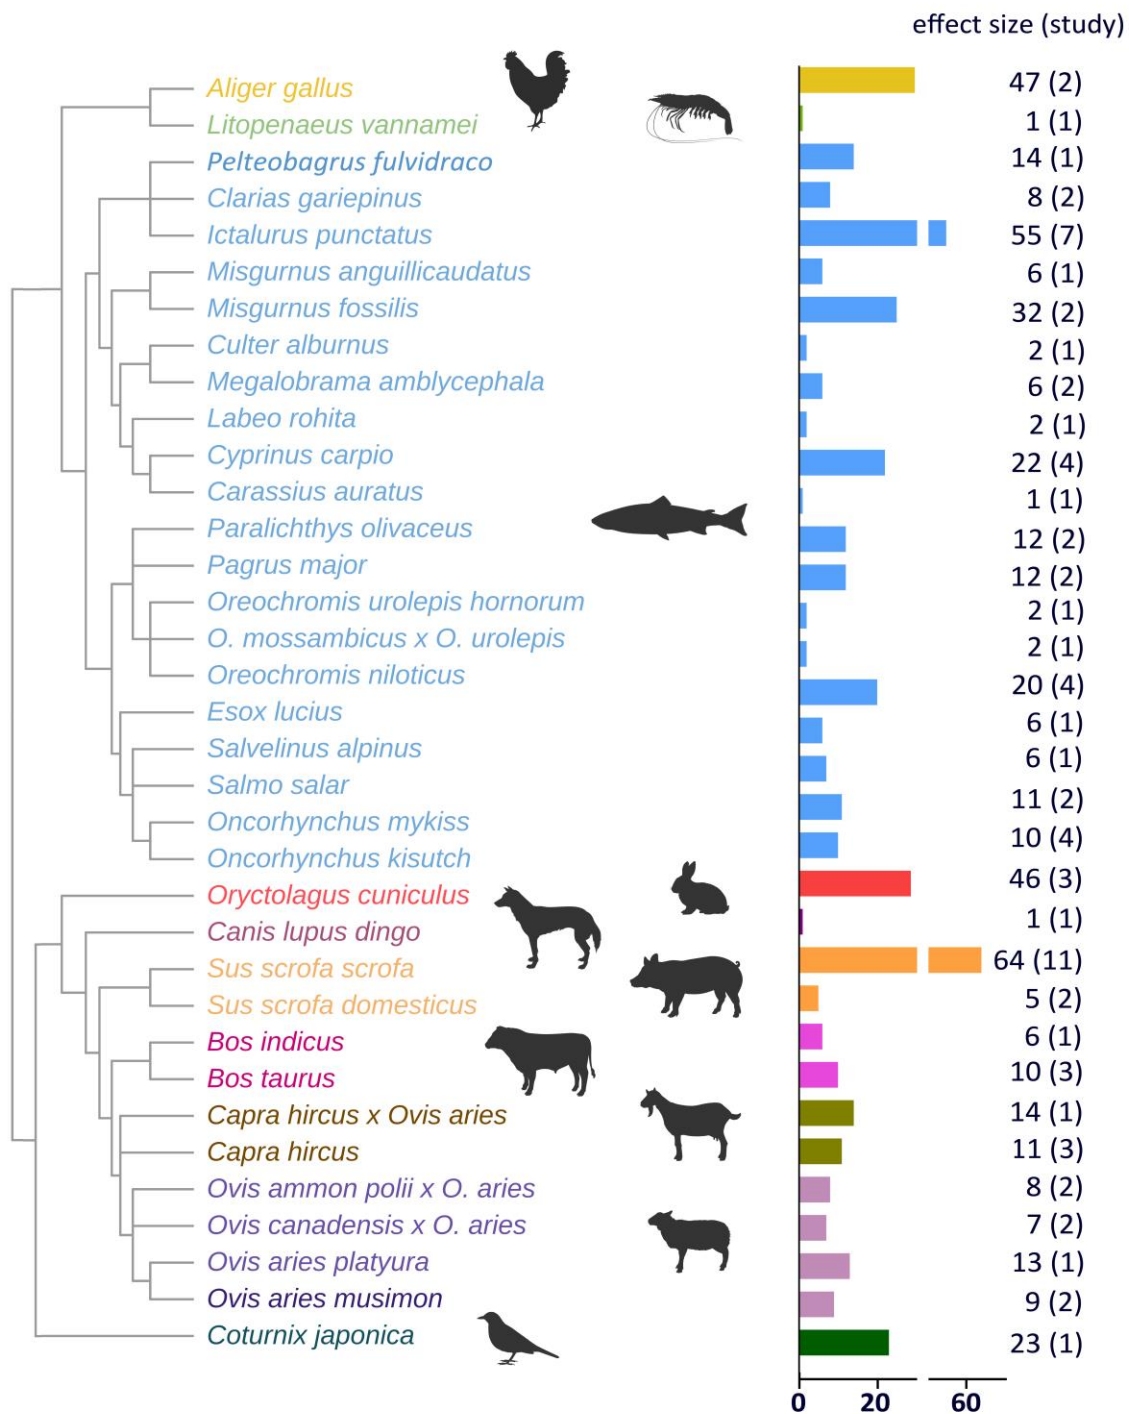 effect size (study)
Aliger gallus 47 (2)
Litopenaeus vannamei 1 (1)
Pelteobagrus fulvidraco 14 (1)
Clarias gariepinus 8 (2)
Ictalurus punctatus 55 (7)
Misgurnus anguillicaudatus 6 (1)
Misgurnus fossilis 32 (2)
Culter alburnus 2 (1)
Megalobrama amblycephala 6 (2)
Labeo rohita 2 (1)
Cyprinus carpio 22 (4)
Carassius auratus 1 (1)
Paralichthys olivaceus 12 (2)
Pagrus major 12 (2)
Oreochromis urolepis hornorum 2 (1)
O. mossambicus x O. urolepis 2 (1)
Oreochromis niloticus 20 (4)
Esox lucius 6 (1)
Salvelinus alpinus 6 (1)
Salmo salar 11 (2)
Oncorhynchus mykiss 10 (4)
Oncorhynchus kisutch
Oryctolagus cuniculus 46 (3)
Canis lupus dingo 1 (1)
Sus scrofa scrofa 64 (11)
Sus scrofa domesticus 5 (2)
Bos indicus 6 (1)
Bos taurus 10 (3)
Capra hircus x Ovis aries 14 (1)
Capra hircus 11 (3)
Ovis ammon polii x O. aries 8 (2)
Ovis canadensis x O. aries 7 (2)
Ovis aries platyura 13 (1)
Ovis aries musimon 9 (2)
Coturnix japonica 23 (1)
0 20 60